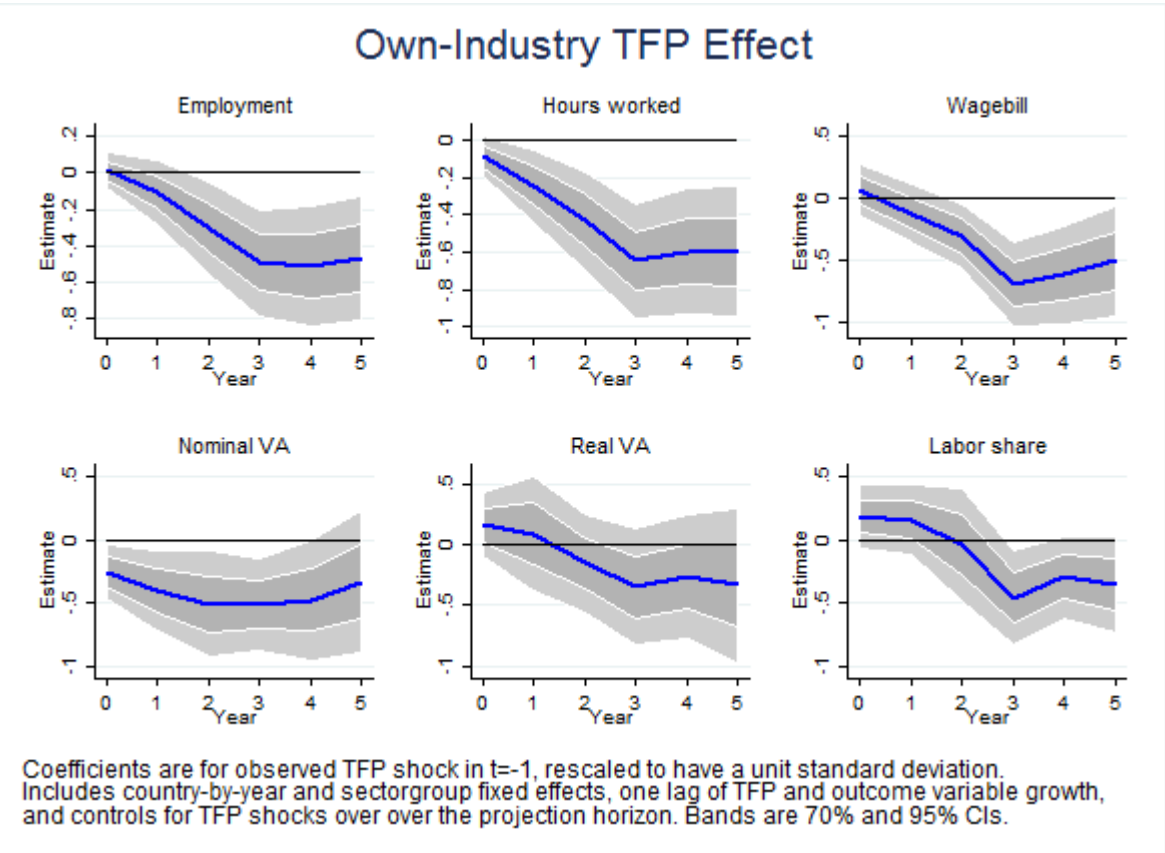 Own-Industry TFP Effect
Employment
Hours worked
Wagebill
Estimate
.2
0
-.2
-.4
-.6
-.8
0 1 2 3 4 5
Year
Estimate
0
-.2
-.4
-.6
-.8
-1
0 1 2 3 4 5
Year
Estimate
.5
0
-.5
-1
0 1 2 3 4 5
Year
Nominal VA
Real VA
Labor share
Estimate
.5
0
-.5
-1
0 1 2 3 4 5
Year
Estimate
.5
0
-.5
-1
0 1 2 3 4 5
Year
Estimate
.5
0
-.5
-1
0 1 2 3 4 5
Year
Coefficients are for observed TFP shock in t=-1, rescaled to have a unit standard deviation.
Includes country-by-year and sectorgroup fixed effects, one lag of TFP and outcome variable growth,
and controls for TFP shocks over over the projection horizon. Bands are 70% and 95% CIs.